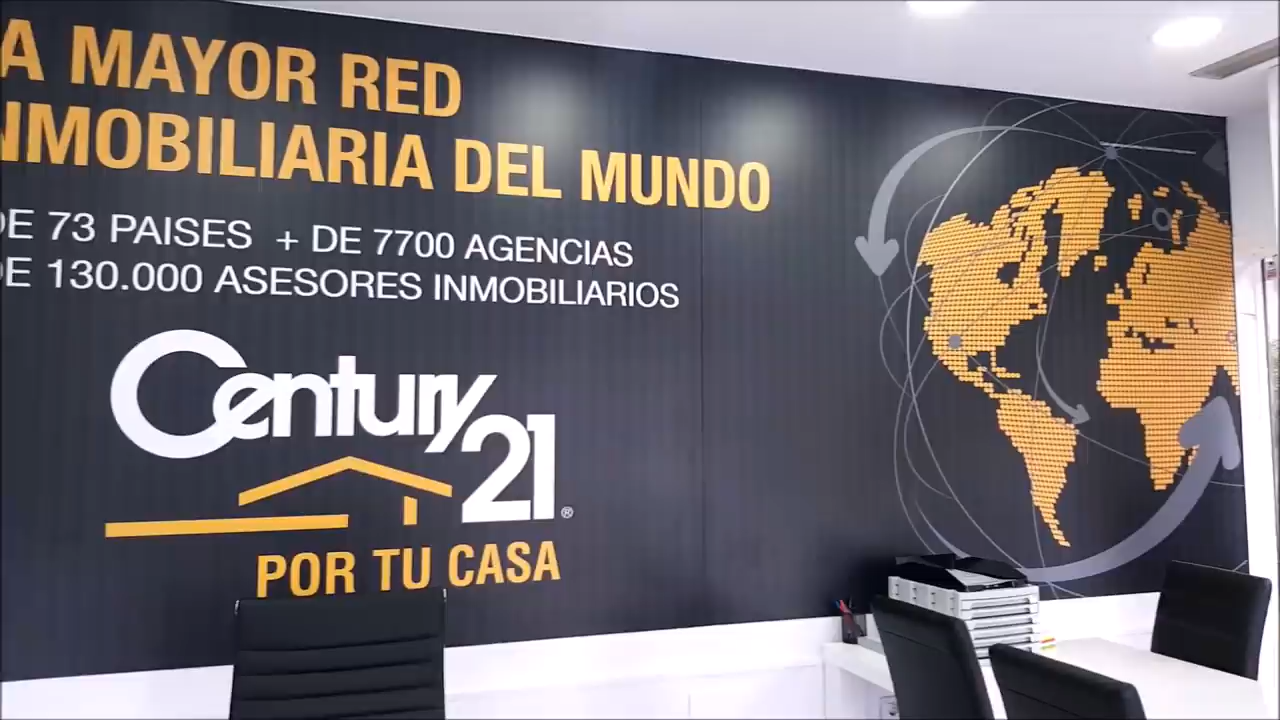 A MAYOR RED
NMOBILIARIA DEL MUNDO
DE 73 PAISES + DE 7700 AGENCIAS
DE 130.000 ASESORES INMOBILIARIOS
Century
21®
POR TU CASA